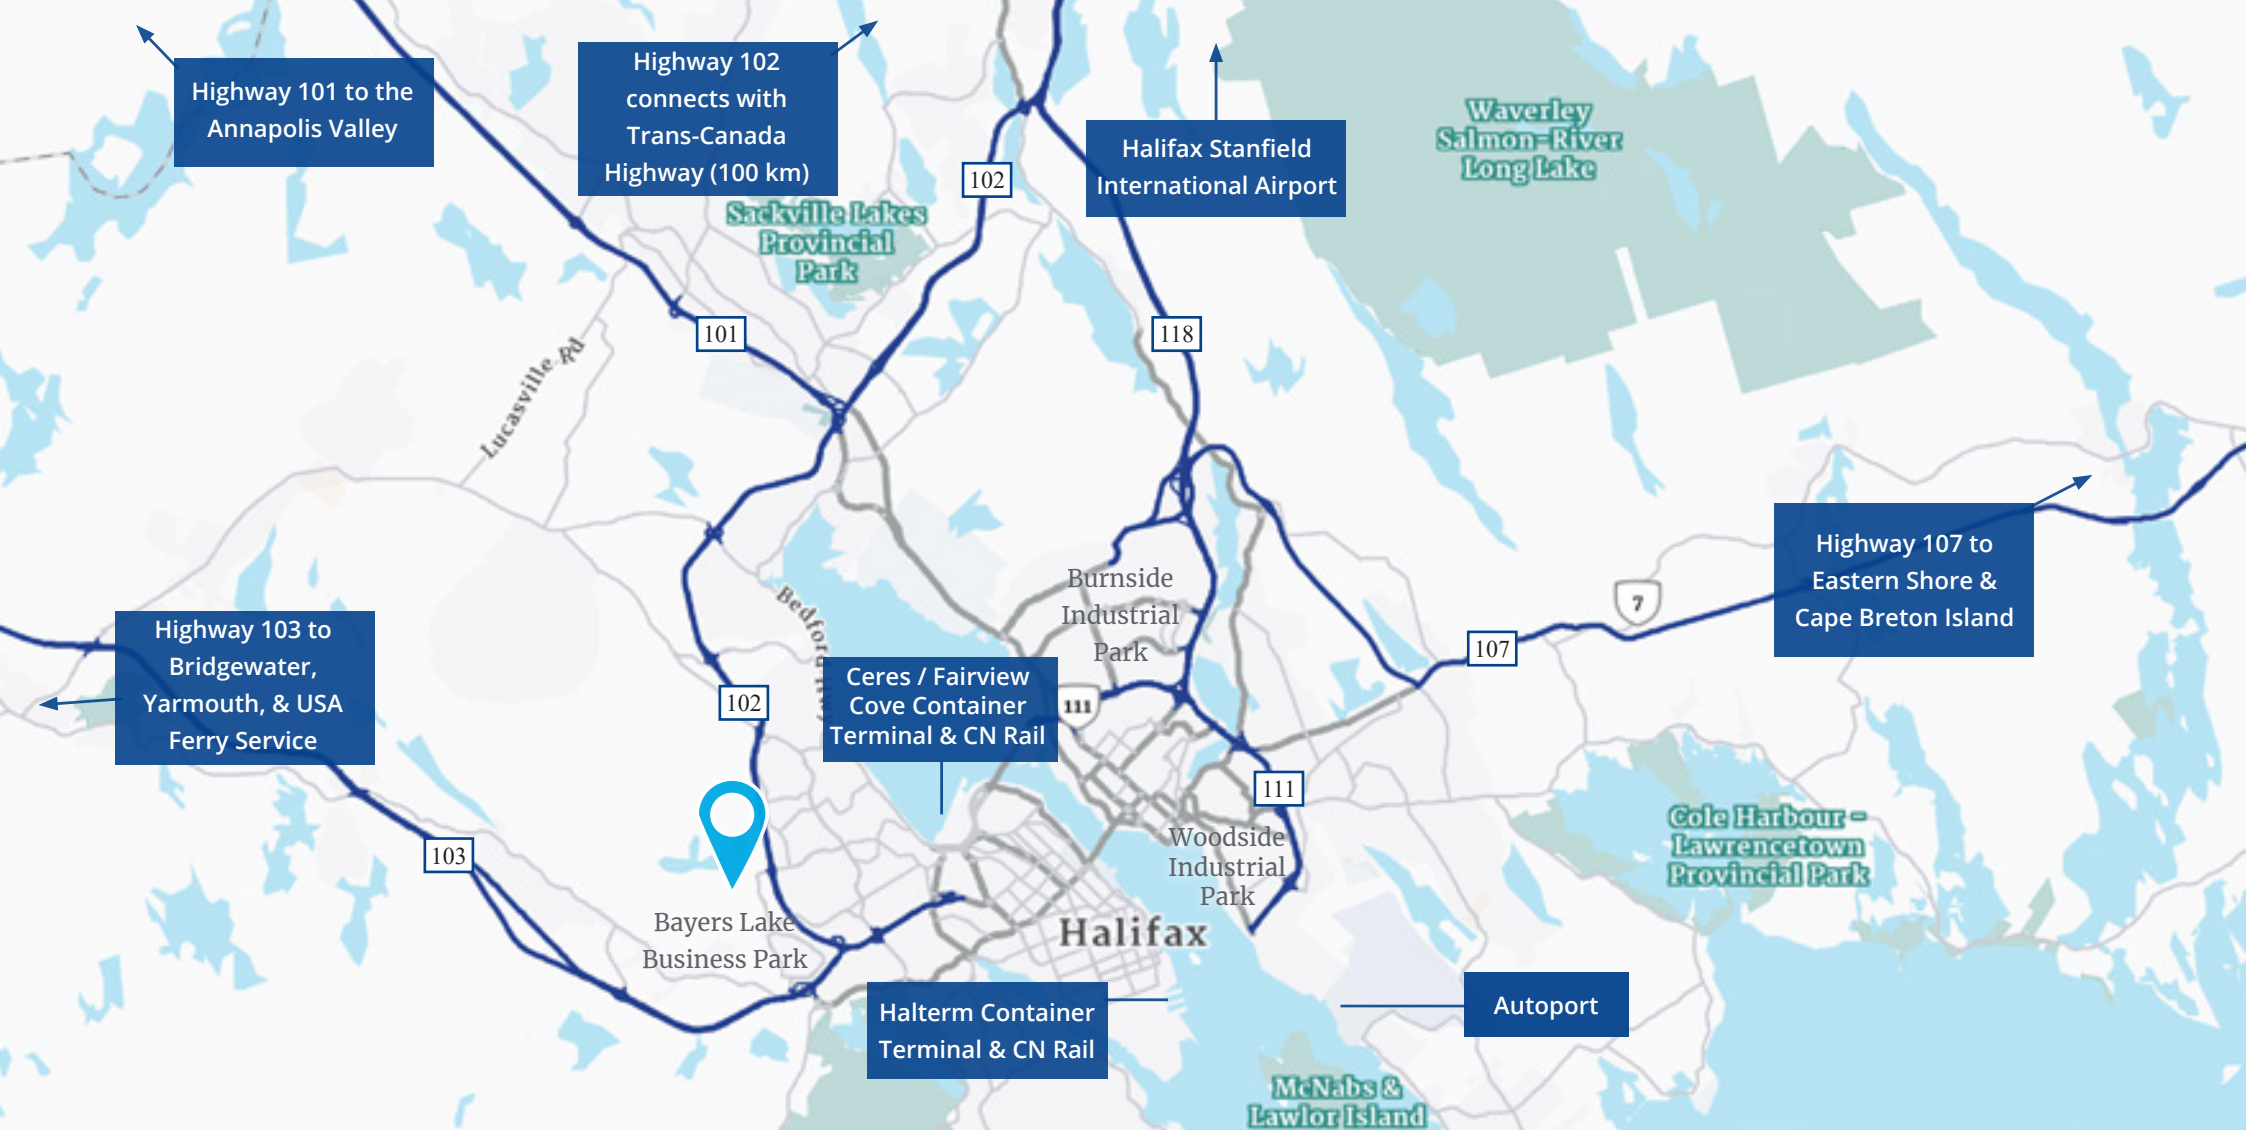 Highway 101 to the
Annapolis Valley
Highway 102
connects with
Trans-Canada
Highway (100 km)
Halifax Stanfield
International Airport
Waverley
Salmon-River
Long Lake
102
Sackville Lakes
Provincial
Park
101
118
Lucasville Rd
Highway 107 to
Eastern Shore &
Cape Breton Island
7
107
Burnside
Industrial
Park
Bedford Hwy
Highway 103 to
Bridgewater,
Yarmouth, & USA
Ferry Service
102
Ceres / Fairview
Cove Container
Terminal & CN Rail
111
111
103
Woodside
Industrial
Park
Cole Harbour -
Lawrencetown
Provincial Park
Bayers Lake
Business Park
Halifax
Halterm Container
Terminal & CN Rail
Autoport
McNabs &
Lawlor Island